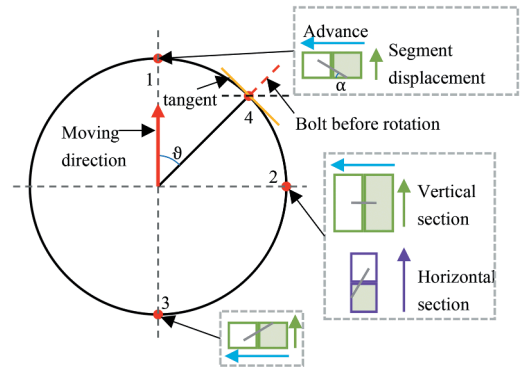 Advance
Segment
displacement
α
1
tangent
4
Bolt before rotation
Moving
direction
ϑ
2
Vertical
section
Horizontal
section
3